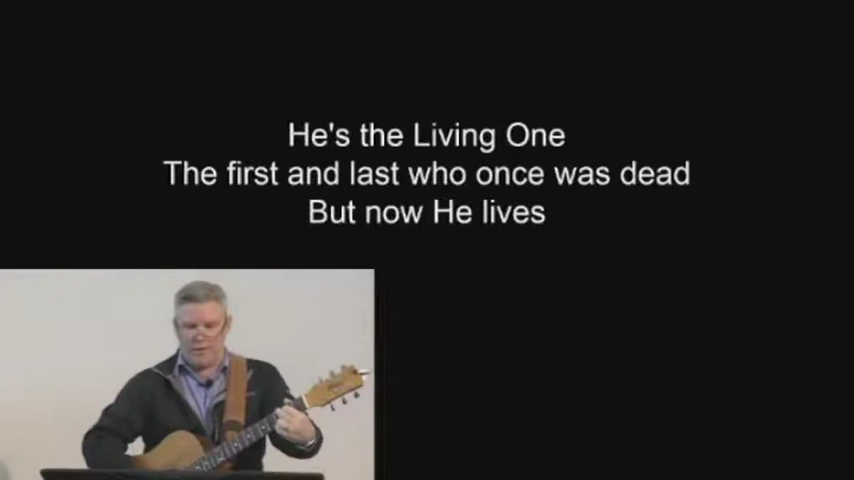 He's the Living One
The first and last who once was dead
But now He lives